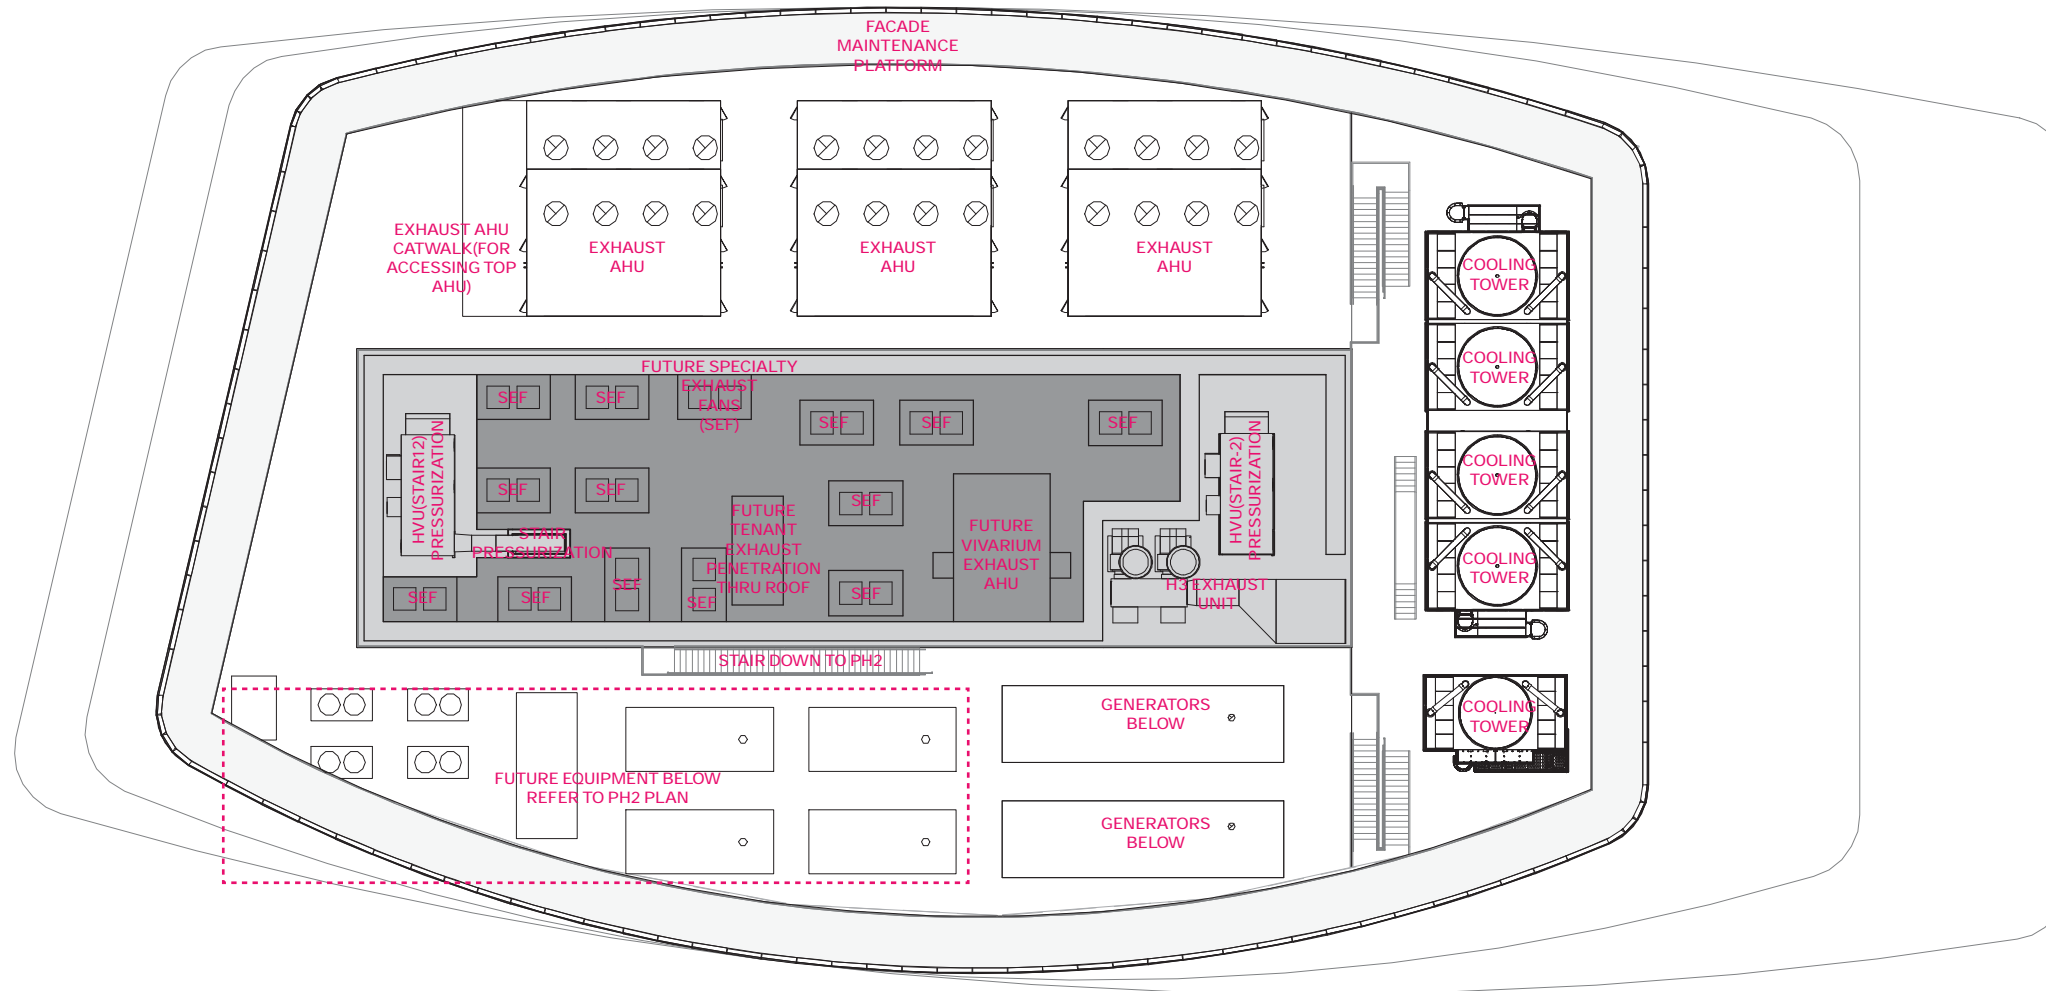 FACADE
MAINTENANCE
PLATFORM
EXHAUST AHU
CATWALK(FOR
ACCESSING TOP
AHU)
EXHAUST
AHU
EXHAUST
AHU
EXHAUST
AHU
COOLING
TOWER
COOLING
TOWER
COOLING
TOWER
COOLING
TOWER
COOLING
TOWER
FUTURE SPECIALTY
EXHAUST
FANS
(SEF)
SEF
SEF
SEF
SEF
SEF
HVU(STAIR12)
PRESSURIZATION
SEF
SEF
SEF
HVU(STAIR-2)
PRESSURIZATION
STAIR
PRESSURIZATION
FUTURE
TENANT
EXHAUST
PENETRATION
THRU ROOF
FUTURE
VIVARIUM
EXHAUST
AHU
SEF
SEF
SEF
SEF
SEF
H3 EXHAUST
UNIT
STAIR DOWN TO PH2
GENERATORS
BELOW
FUTURE EQUIPMENT BELOW
REFER TO PH2 PLAN
GENERATORS
BELOW